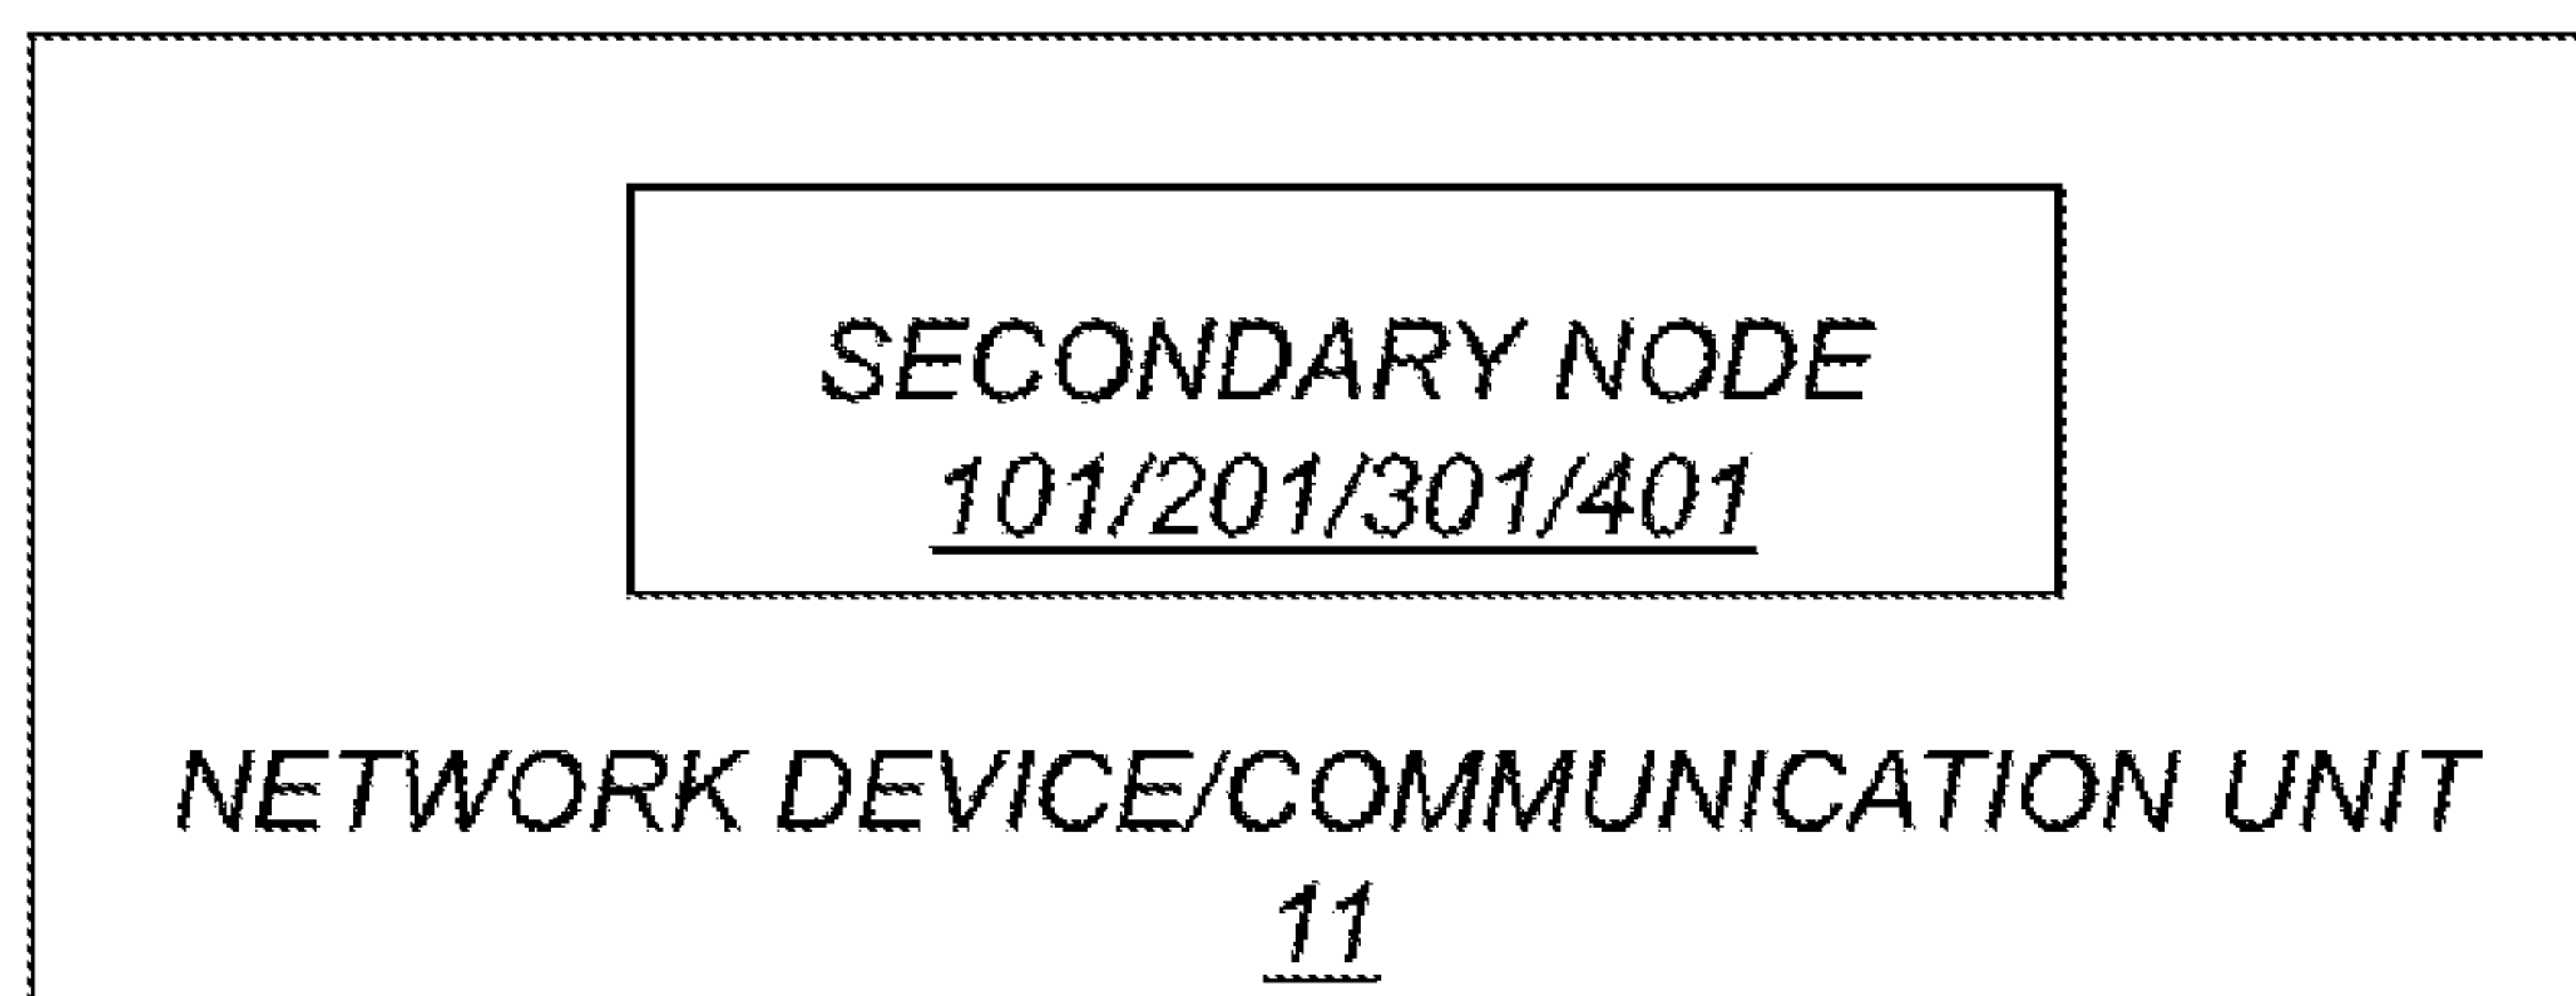 SECONDARY NODE
101/201/301/401
NETWORK DEVICE/COMMUNICATION UNIT
11